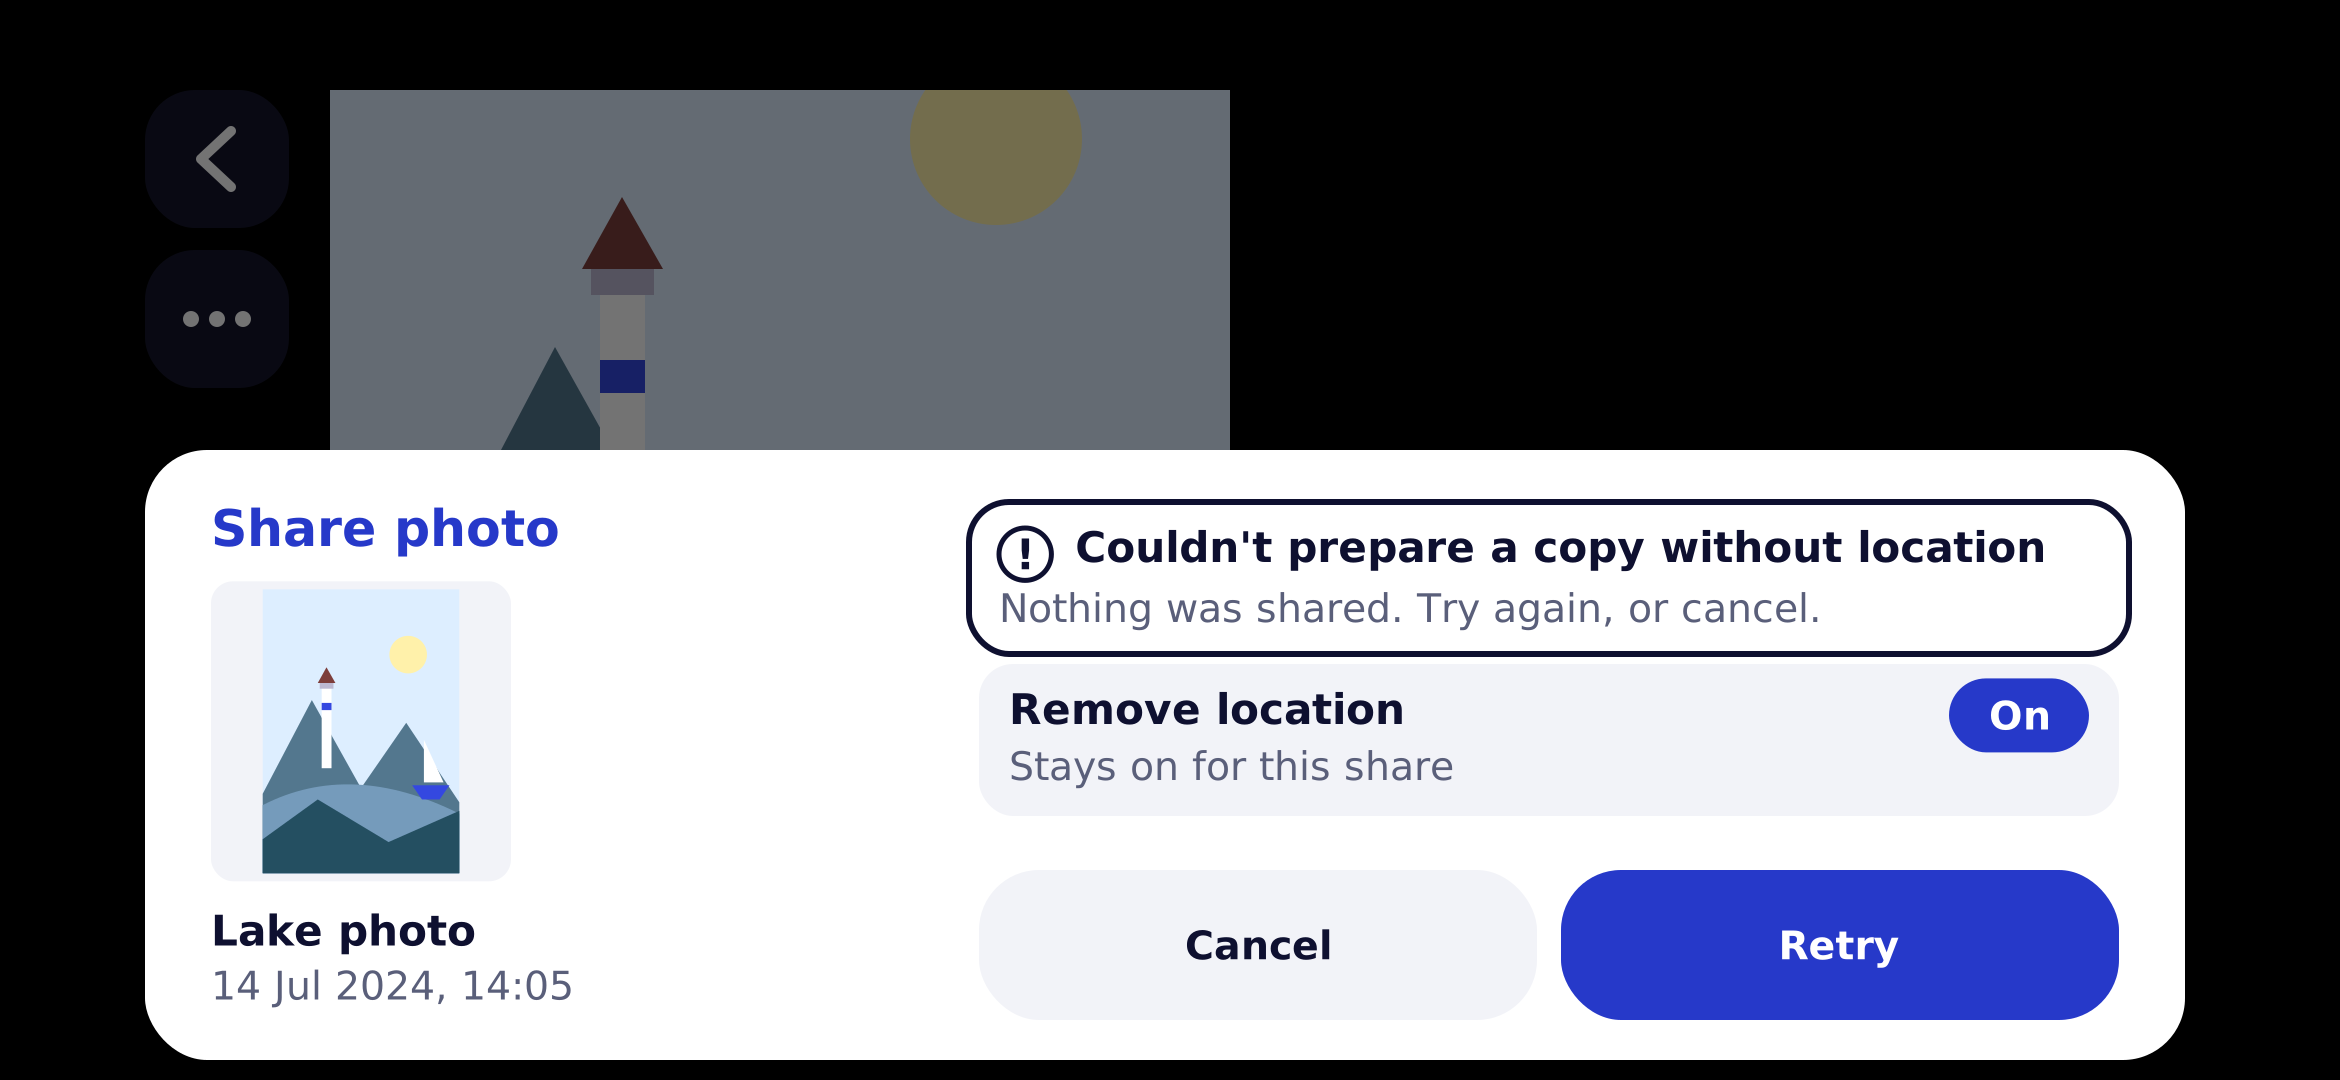 Share photo
Lake photo
14 Jul 2024, 14:05
! Couldn't prepare a copy without location
Nothing was shared. Try again, or cancel.
Remove location
On
Stays on for this share
Cancel
Retry